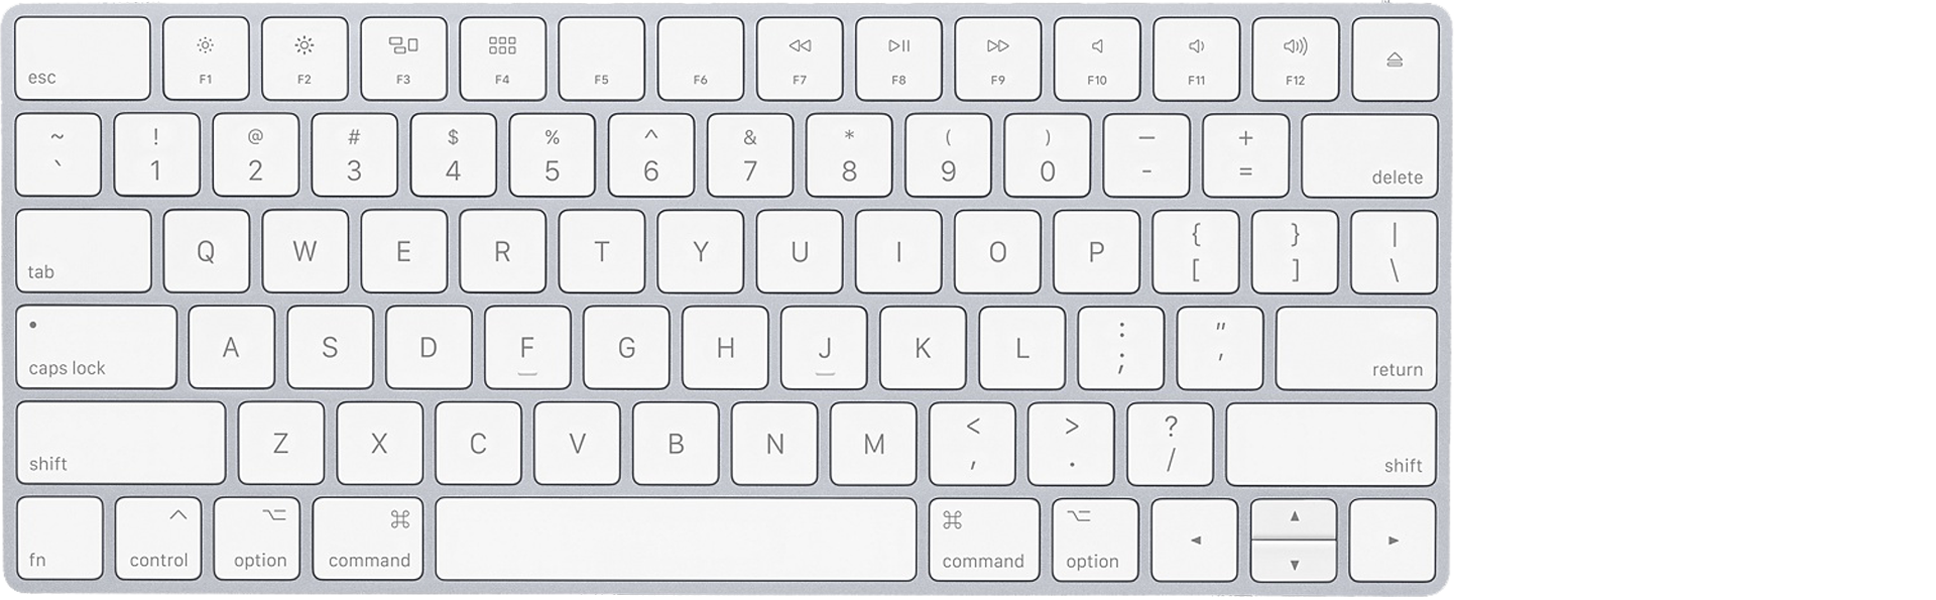 esc F1 F2 F3 F4 F5 F6 F7 F8 F9 F10 F11 F12
~ ! @ # $ % ^ & * ( ) — +
` 1 2 3 4 5 6 7 8 9 0 - = delete
tab Q W E R T Y U I O P { [ } ] | \
caps lock A S D F G H J K L : ; " ' return
shift Z X C V B N M < , > . ? / shift
fn control option command command option